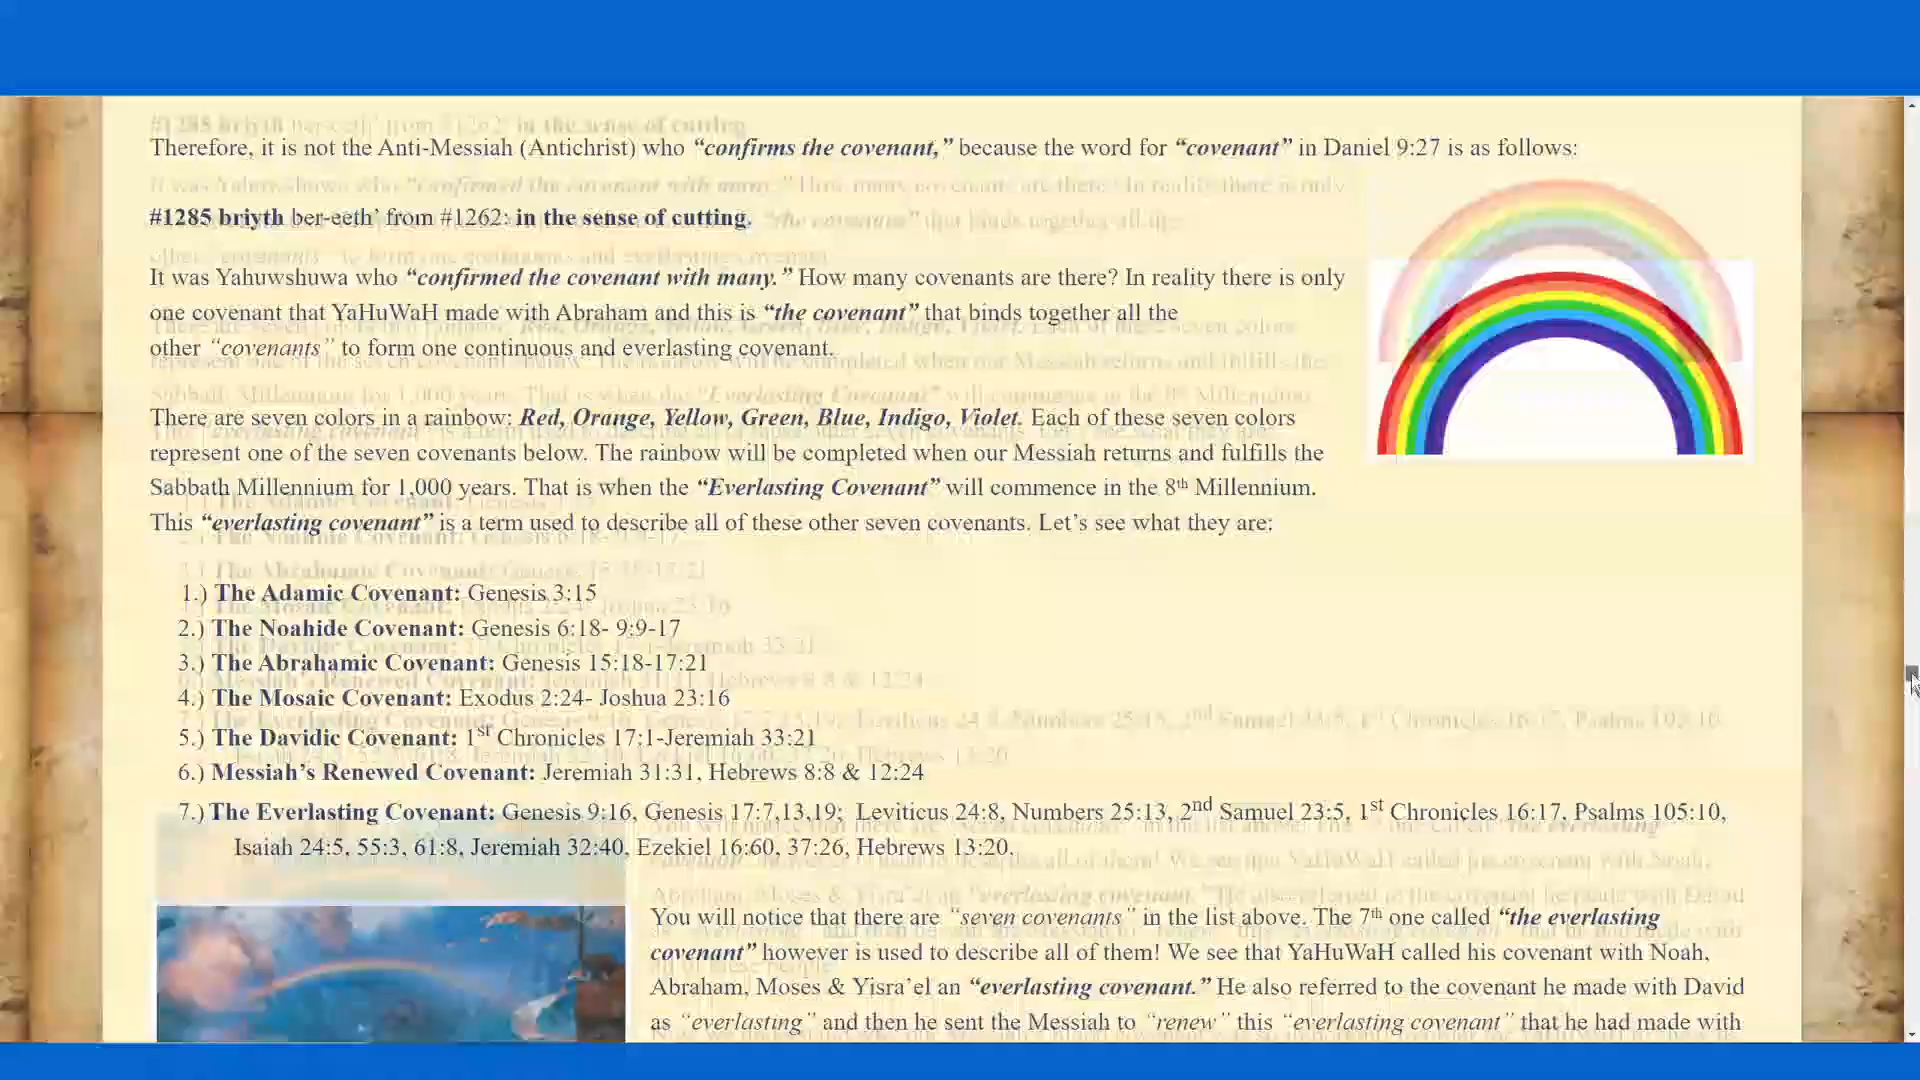 Therefore, it is not the Anti-Messiah (Antichrist) who “confirms the covenant,” because the word for “covenant” in Daniel 9:27 is as follows:
#1285 briyth ber-eeth’ from #1262: in the sense of cutting.
It was Yahuwshuwa who “confirmed the covenant with many.” How many covenants are there? In reality there is only
one covenant that YaHuWaH made with Abraham and this is “the covenant” that binds together all the
other “covenants” to form one continuous and everlasting covenant.
There are seven colors in a rainbow: Red, Orange, Yellow, Green, Blue, Indigo, Violet. Each of these seven colors
represent one of the seven covenants below. The rainbow will be completed when our Messiah returns and fulfills the
Sabbath Millennium for 1,000 years. That is when the “Everlasting Covenant” will commence in the 8th Millennium.
This “everlasting covenant” is a term used to describe all of these other seven covenants. Let’s see what they are:
1.) The Adamic Covenant: Genesis 3:15
2.) The Noahide Covenant: Genesis 6:18- 9:9-17
3.) The Abrahamic Covenant: Genesis 15:18-17:21
4.) The Mosaic Covenant: Exodus 2:24- Joshua 23:16
5.) The Davidic Covenant: 1st Chronicles 17:1-Jeremiah 33:21
6.) Messiah’s Renewed Covenant: Jeremiah 31:31, Hebrews 8:8 & 12:24
7.) The Everlasting Covenant: Genesis 9:16, Genesis 17:7,13,19; Leviticus 24:8, Numbers 25:13, 2nd Samuel 23:5, 1st Chronicles 16:17, Psalms 105:10,
Isaiah 24:5, 55:3, 61:8, Jeremiah 32:40, Ezekiel 16:60, 37:26, Hebrews 13:20.
You will notice that there are “seven covenants” in the list above. The 7th one called “the everlasting
covenant” however is used to describe all of them! We see that YaHuWaH called his covenant with Noah,
Abraham, Moses & Yisra’el an “everlasting covenant.” He also referred to the covenant he made with David
as “everlasting” and then he sent the Messiah to “renew” this “everlasting covenant” that he had made with